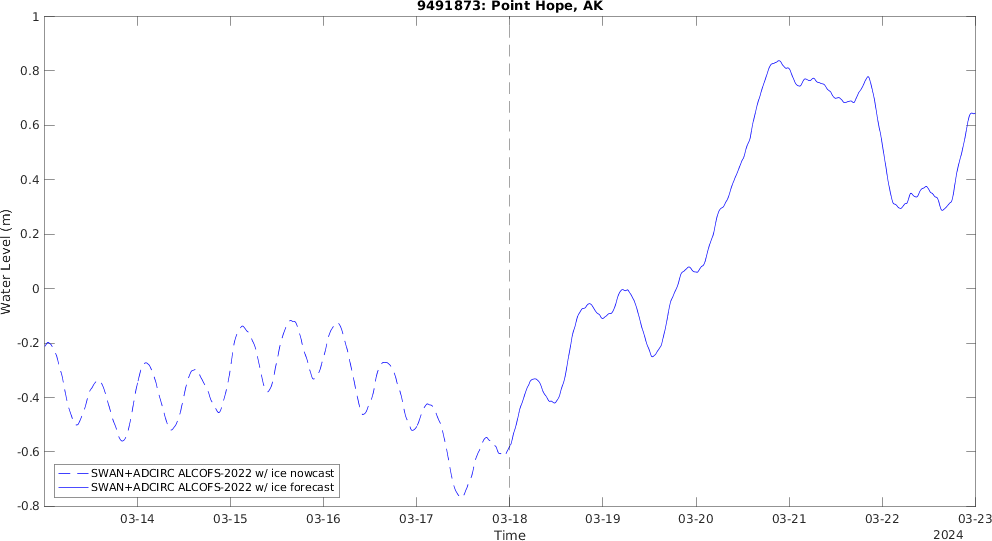 9491873: Point Hope, AK
1
0.8
0.6
0.4
0.2
0
-0.2
-0.4
-0.6
-0.8
Water Level (m)
SWAN+ADCIRC ALCOFS-2022 w/ ice nowcast
SWAN+ADCIRC ALCOFS-2022 w/ ice forecast
03-14 03-15 03-16 03-17 03-18 03-19 03-20 03-21 03-22 03-23
Time
2024